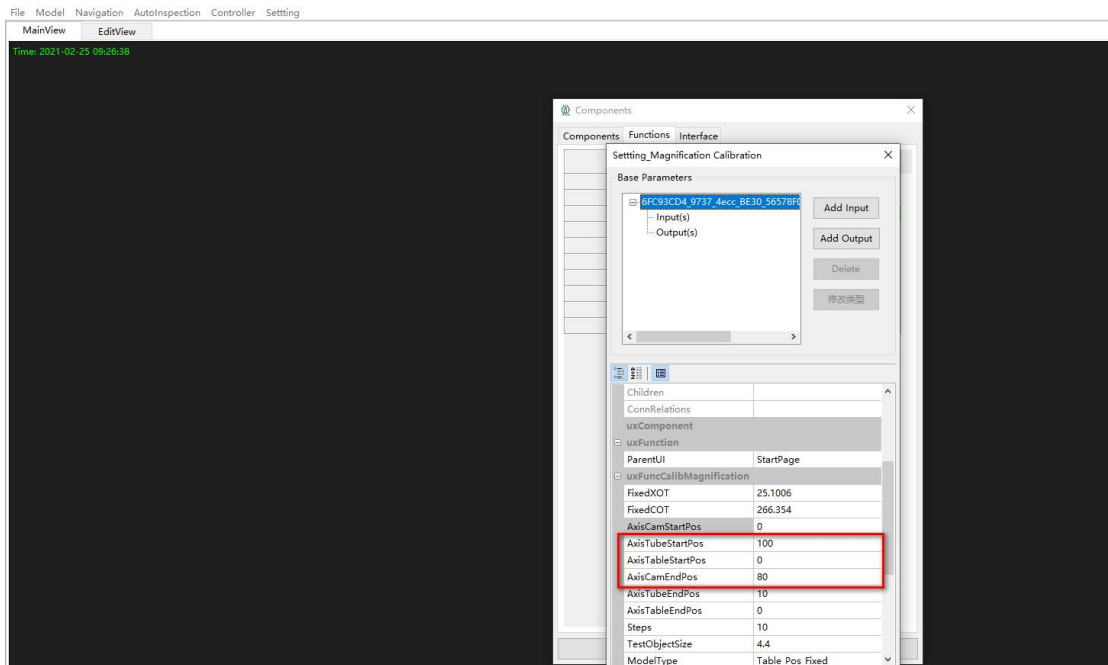 File Model Navigation AutoInspection Controller Settting
MainView EditView
Time: 2021-02-25 09:26:38
Components
Components Functions Interface
Settting_Magnification Calibration
Base Parameters
6FC93CD4_9737_4ecc_BE30_56578F0
Input(s)
Output(s)
Add Input
Add Output
Delete
修改类型
Children
ConnRelations
uxComponent
uxFunction
ParentUI StartPage
uxFuncCalibMagnification
FixedXOT 25.1006
FixedCOT 266.354
AxisCamStartPos 0
AxisTubeStartPos 100
AxisTableStartPos 0
AxisCamEndPos 80
AxisTubeEndPos 10
AxisTableEndPos 0
Steps 10
TestObjectSize 4.4
ModelType Table Pos Fixed